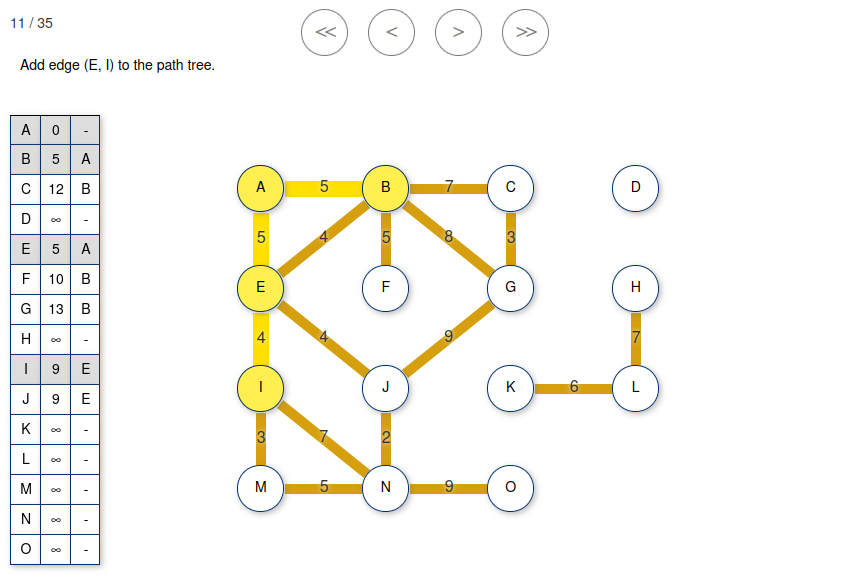 11 / 35
<< < > >>
Add edge (E, I) to the path tree.
A 0 -
B 5 A
C 12 B
D ∞ -
E 5 A
F 10 B
G 13 B
H ∞ -
I 9 E
J 9 E
K ∞ -
L ∞ -
M ∞ -
N ∞ -
O ∞ -
A 5 B 7 C D
5 4 5 8 3
E F G H
4 4 9 7
I J K 6 L
3 7 2
M 5 N 9 O